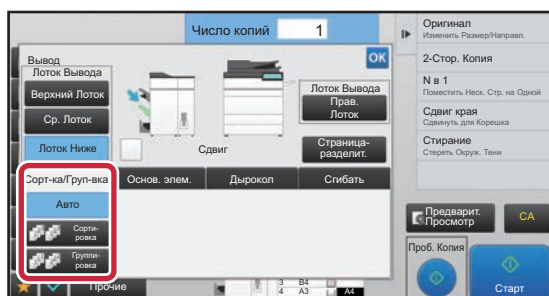 Число копий 1
Вывод
OK
Лоток Вывода
Верхний Лоток
Ср. Лоток
Лоток Ниже
Сдвиг
Лоток Вывода
Прав.
Лоток
Страница-
разделит.
Сорт-ка/Груп-вка
Основ. элем.
Дырокол
Сгибать
Авто
Сорти-
ровка
Группи-
ровка
Прочие
3 B4
4 A3
A4
Оригинал
Изменить Размер/Направл.
2-Стор. Копия
N в 1
Поместить Неск. Стр. на Одной
Сдвиг края
Сдвинуть для Корешка
Стирание
Стереть Окруж. Тени
Предварит.
Просмотр
CA
Проб. Копия
Старт